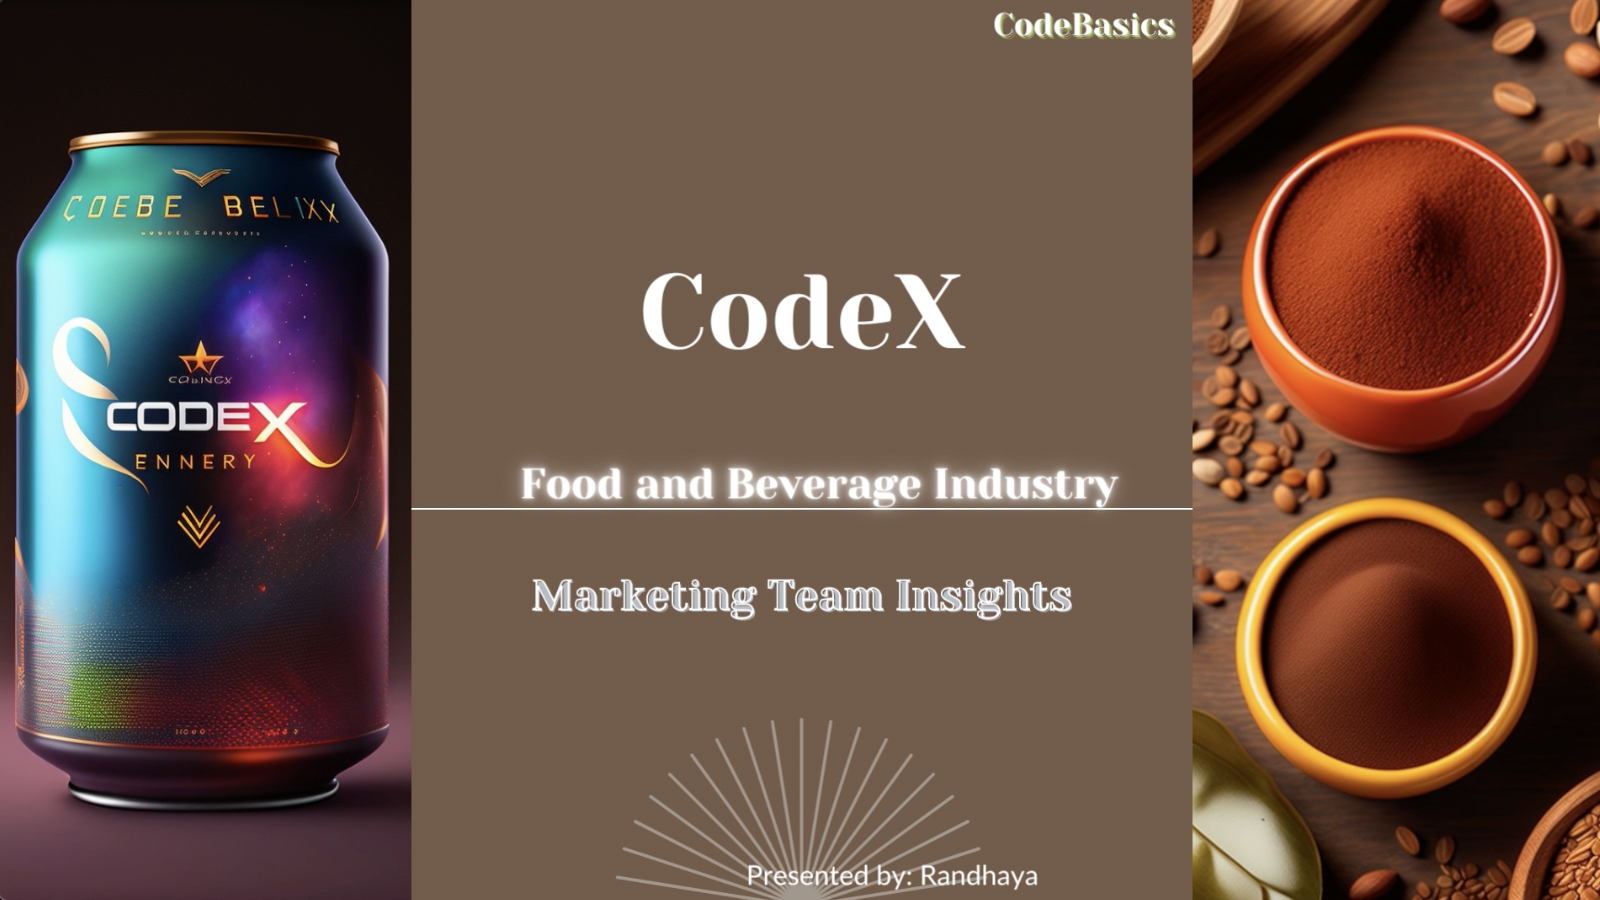 CodeBasics
COEBE BELIXX
CODEX
ENNERY
CodeX
Food and Beverage Industry
Marketing Team Insights
Presented by: Randhaya